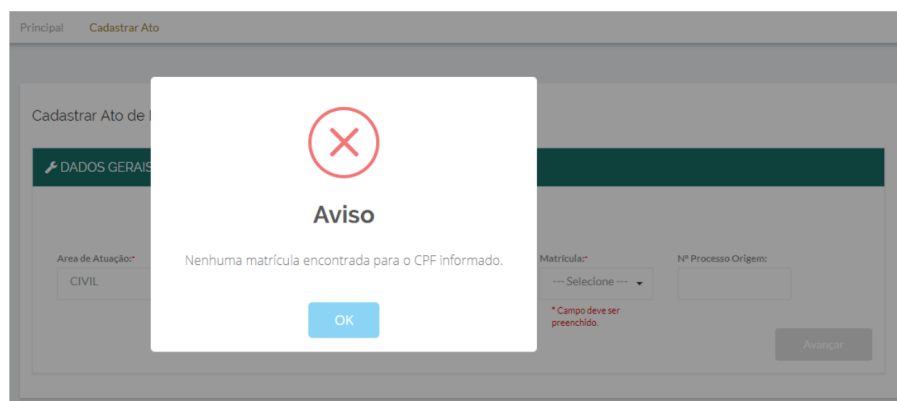 Principal Cadastrar Ato
Cadastrar Ato de
DADOS GERAIS
Aviso
Nenhuma matrícula encontrada para o CPF informado.
OK
Area de Atuação:*
CIVIL
Matrícula:*
--- Selecione ---
* Campo deve ser
preenchido.
Nº Processo Origem:
Avançar